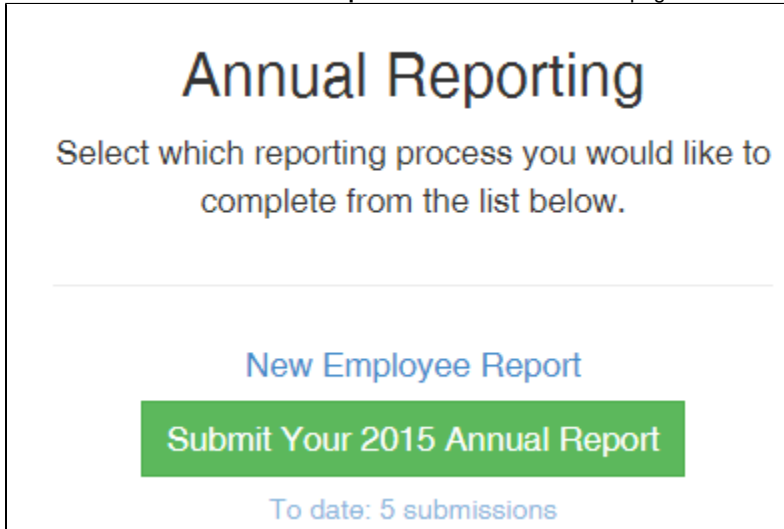 Annual Reporting
Select which reporting process you would like to
complete from the list below.
New Employee Report
Submit Your 2015 Annual Report
To date: 5 submissions